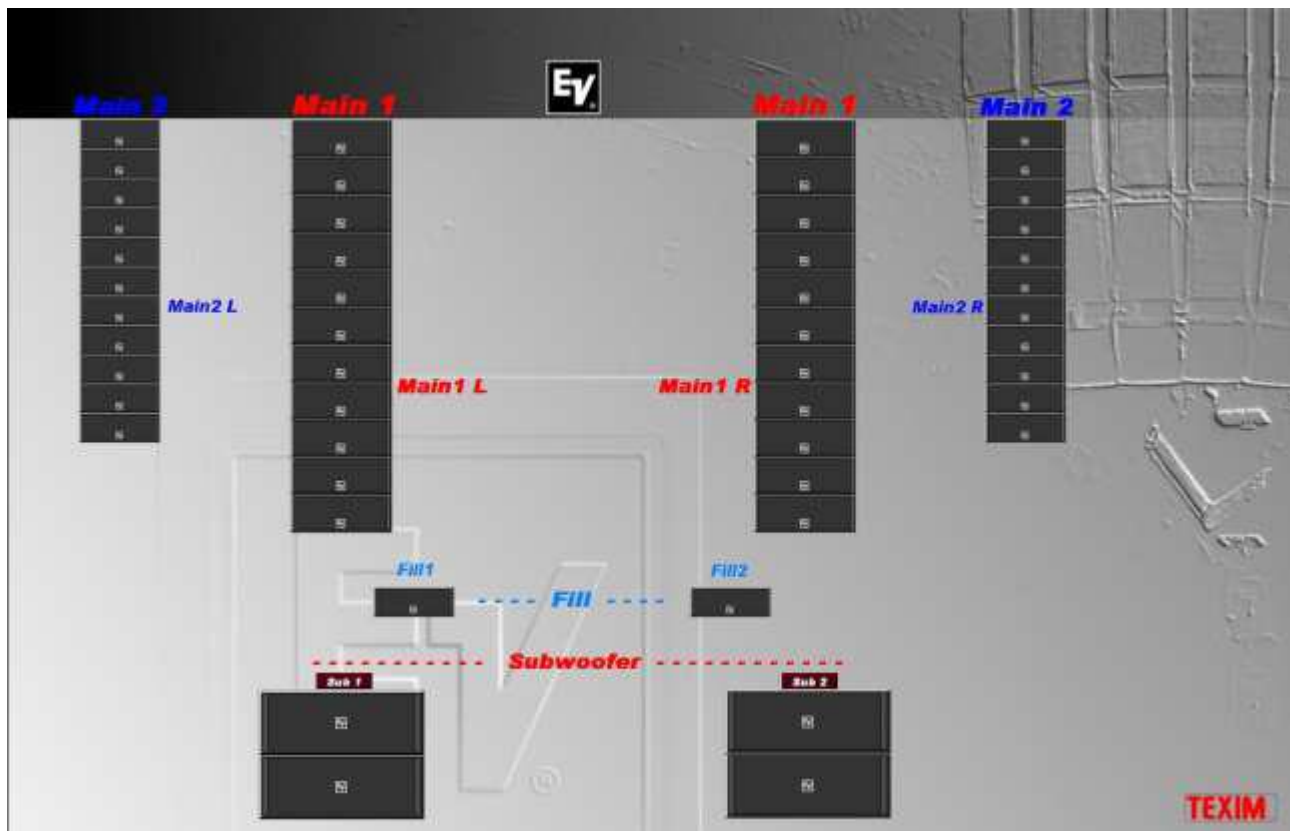 EV
Main 2
Main 1
Main 1
Main 2
Main2 L
Main2 R
Main1 L
Main1 R
Fill1
Fill2
Fill
Subwoofer
Sub 1
Sub 2
TEXIM